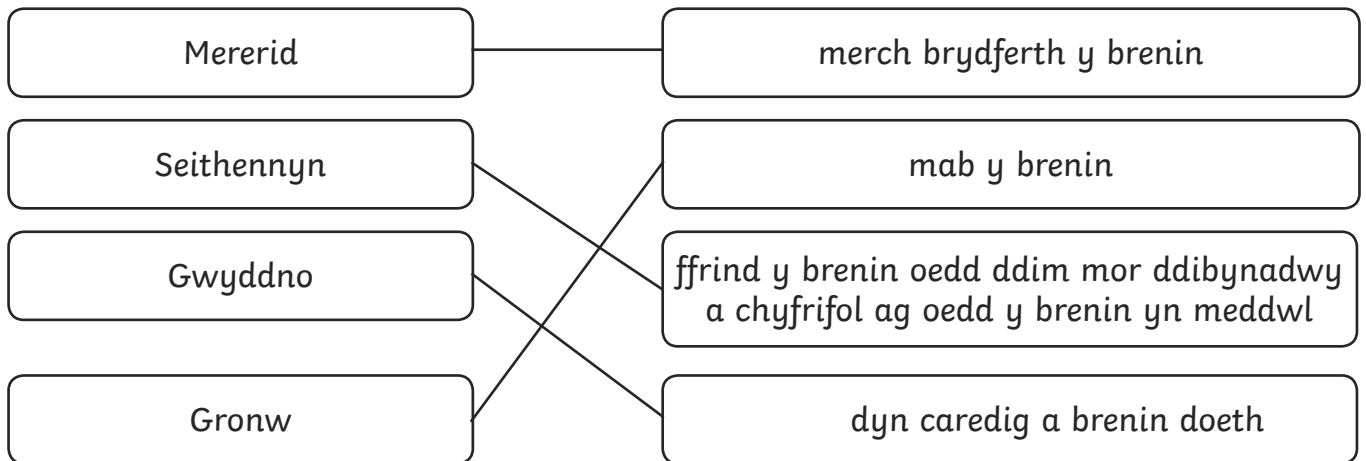 Mererid
merch brydferth y brenin
Seithennyn
mab y brenin
Gwyddno
ffrind y brenin oedd ddim mor ddibynadwy
a chyfrifol ag oedd y brenin yn meddwl
Gronw
dyn caredig a brenin doeth